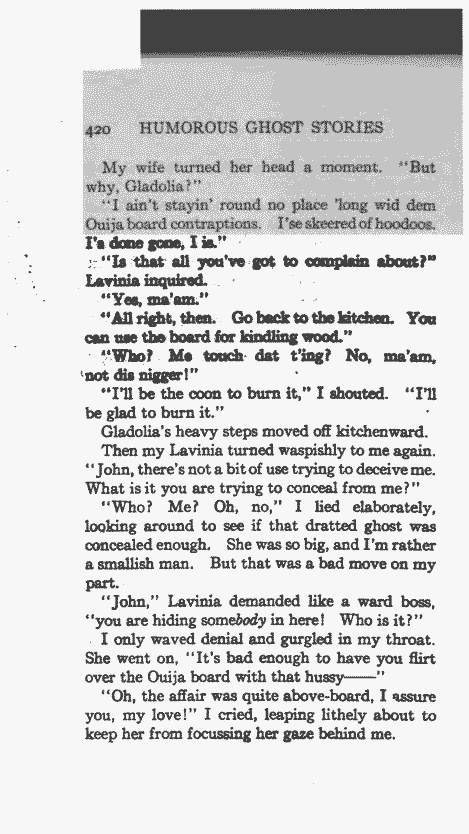 420 HUMOROUS GHOST STORIES
My wife turned her head a moment. "But
why, Gladolia?"
"I ain't stayin' round no place 'long wid dem
Ouija board contraptions. I'se skeered of hoodoos.
I's done gone, I is."
"Is that all you've got to complain about?"
Lavinia inquired.
"Yes, ma'am."
"All right, then. Go back to the kitchen. You
can use the board for kindling wood."
"Who? Me touch dat t'ing? No, ma'am,
not dis nigger!"
"I'll be the coon to burn it," I shouted. "I'll
be glad to burn it."
Gladolia's heavy steps moved off kitchenward.
Then my Lavinia turned waspishly to me again.
"John, there's not a bit of use trying to deceive me.
What is it you are trying to conceal from me?"
"Who? Me? Oh, no," I lied elaborately,
looking around to see if that dratted ghost was
concealed enough. She was so big, and I'm rather
a smallish man. But that was a bad move on my
part.
"John," Lavinia demanded like a ward boss,
"you are hiding somebody in here! Who is it?"
I only waved denial and gurgled in my throat.
She went on, "It's bad enough to have you flirt
over the Ouija board with that hussy——"
"Oh, the affair was quite above-board, I assure
you, my love!" I cried, leaping lithely about to
keep her from focussing her gaze behind me.